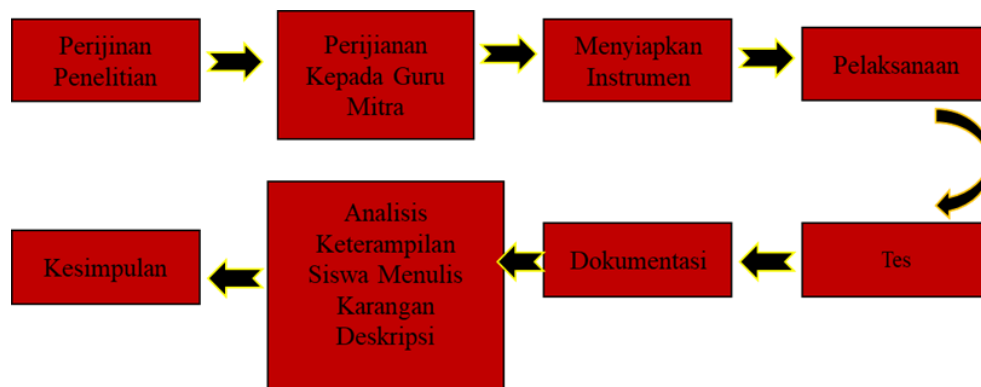 Perijinan
Penelitian
Perijianan
Kepada Guru
Mitra
Menyiapkan
Instrumen
Pelaksanaan
Tes
Dokumentasi
Analisis
Keterampilan
Siswa Menulis
Karangan
Deskripsi
Kesimpulan